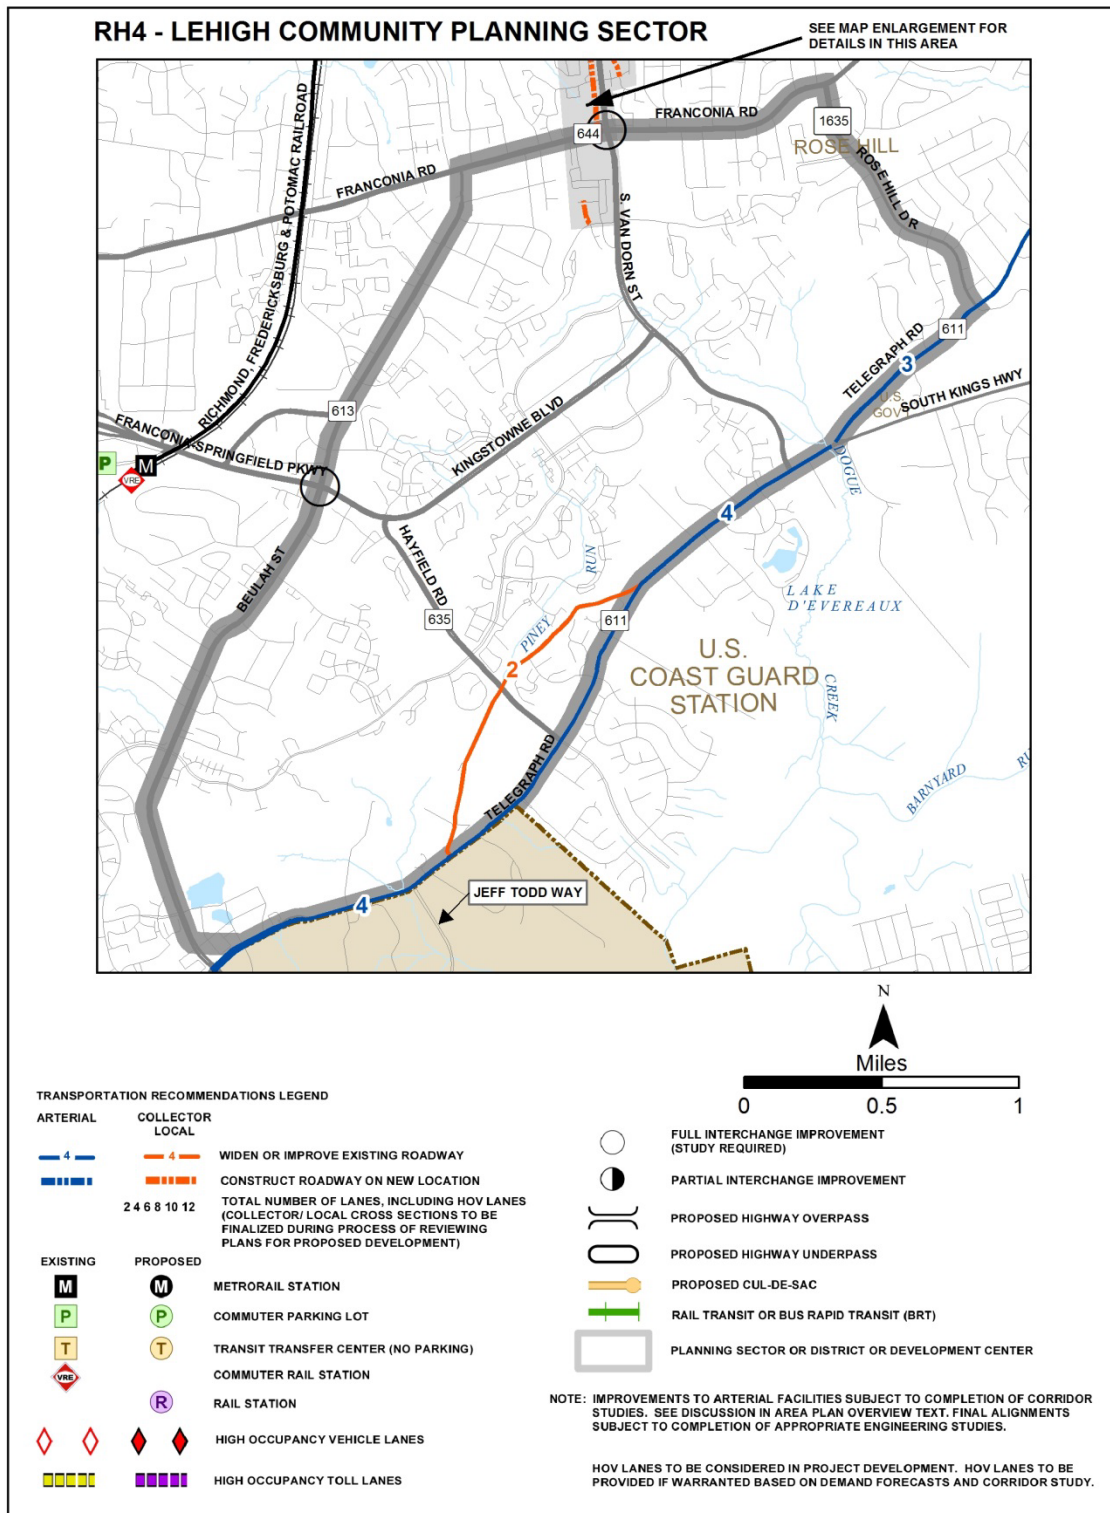 RH4 - LEHIGH COMMUNITY PLANNING SECTOR
SEE MAP ENLARGEMENT FOR
DETAILS IN THIS AREA
RICHMOND, FREDERICKSBURG & POTOMAC RAILROAD
FRANCONIA RD
FRANCONIA RD
644
1635
ROSE HILL
ROSE HILL DR
S. VAN DORN ST
611
TELEGRAPH RD
3
U.S.
GOV
SOUTH KINGS HWY
613
FRANCONIA-SPRINGFIELD PKWY
KINGSTOWNE BLVD
P
M
VRE
DOGUE
4
HAYFIELD RD
RUN
BEULAH ST
635
PINEY
611
LAKE
D'EVEREAUX
U.S.
COAST GUARD
STATION
2
CREEK
TELEGRAPH RD
BARNYARD
RU
JEFF TODD WAY
4
N
Miles
0 0.5 1
TRANSPORTATION RECOMMENDATIONS LEGEND
ARTERIAL COLLECTOR
LOCAL
4 4 WIDEN OR IMPROVE EXISTING ROADWAY
CONSTRUCT ROADWAY ON NEW LOCATION
2 4 6 8 10 12 TOTAL NUMBER OF LANES, INCLUDING HOV LANES
(COLLECTOR/ LOCAL CROSS SECTIONS TO BE
FINALIZED DURING PROCESS OF REVIEWING
PLANS FOR PROPOSED DEVELOPMENT)
EXISTING PROPOSED
M M METRORAIL STATION
P P COMMUTER PARKING LOT
T T TRANSIT TRANSFER CENTER (NO PARKING)
VRE COMMUTER RAIL STATION
R RAIL STATION
HIGH OCCUPANCY VEHICLE LANES
HIGH OCCUPANCY TOLL LANES
FULL INTERCHANGE IMPROVEMENT
(STUDY REQUIRED)
PARTIAL INTERCHANGE IMPROVEMENT
PROPOSED HIGHWAY OVERPASS
PROPOSED HIGHWAY UNDERPASS
PROPOSED CUL-DE-SAC
RAIL TRANSIT OR BUS RAPID TRANSIT (BRT)
PLANNING SECTOR OR DISTRICT OR DEVELOPMENT CENTER
NOTE: IMPROVEMENTS TO ARTERIAL FACILITIES SUBJECT TO COMPLETION OF CORRIDOR
STUDIES. SEE DISCUSSION IN AREA PLAN OVERVIEW TEXT. FINAL ALIGNMENTS
SUBJECT TO COMPLETION OF APPROPRIATE ENGINEERING STUDIES.
HOV LANES TO BE CONSIDERED IN PROJECT DEVELOPMENT. HOV LANES TO BE
PROVIDED IF WARRANTED BASED ON DEMAND FORECASTS AND CORRIDOR STUDY.